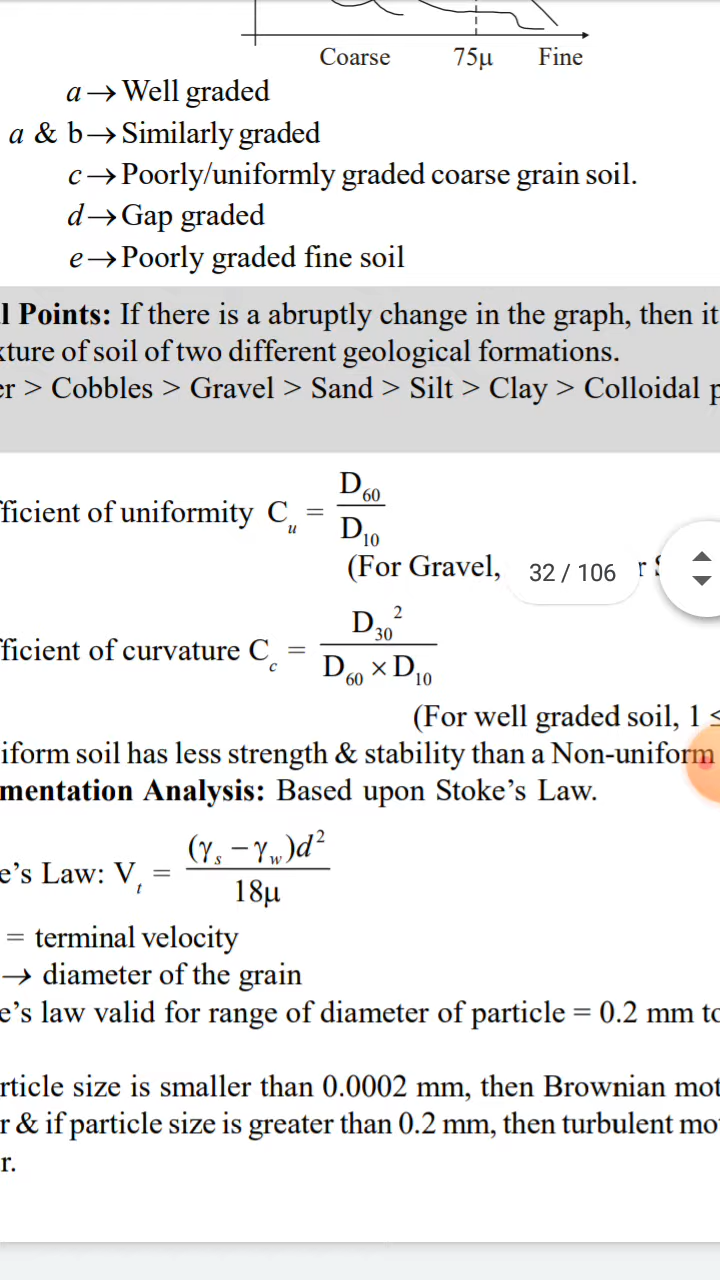 Coarse 75μ Fine
a → Well graded
a & b → Similarly graded
c → Poorly/uniformly graded coarse grain soil.
d → Gap graded
e → Poorly graded fine soil
l Points: If there is a abruptly change in the graph, then it
ture of soil of two different geological formations.
er > Cobbles > Gravel > Sand > Silt > Clay > Colloidal p
fficient of uniformity C_u = D_60 / D_10
(For Gravel,
32 / 106
fficient of curvature C_c = D_30^2 / D_60 × D_10
(For well graded soil, 1 ≤
iform soil has less strength & stability than a Non-uniform
mentation Analysis: Based upon Stoke's Law.
e's Law: V_t = (γ_s − γ_w)d^2 / 18μ
= terminal velocity
→ diameter of the grain
e's law valid for range of diameter of particle = 0.2 mm to
rticle size is smaller than 0.0002 mm, then Brownian mot
r & if particle size is greater than 0.2 mm, then turbulent mo
r.